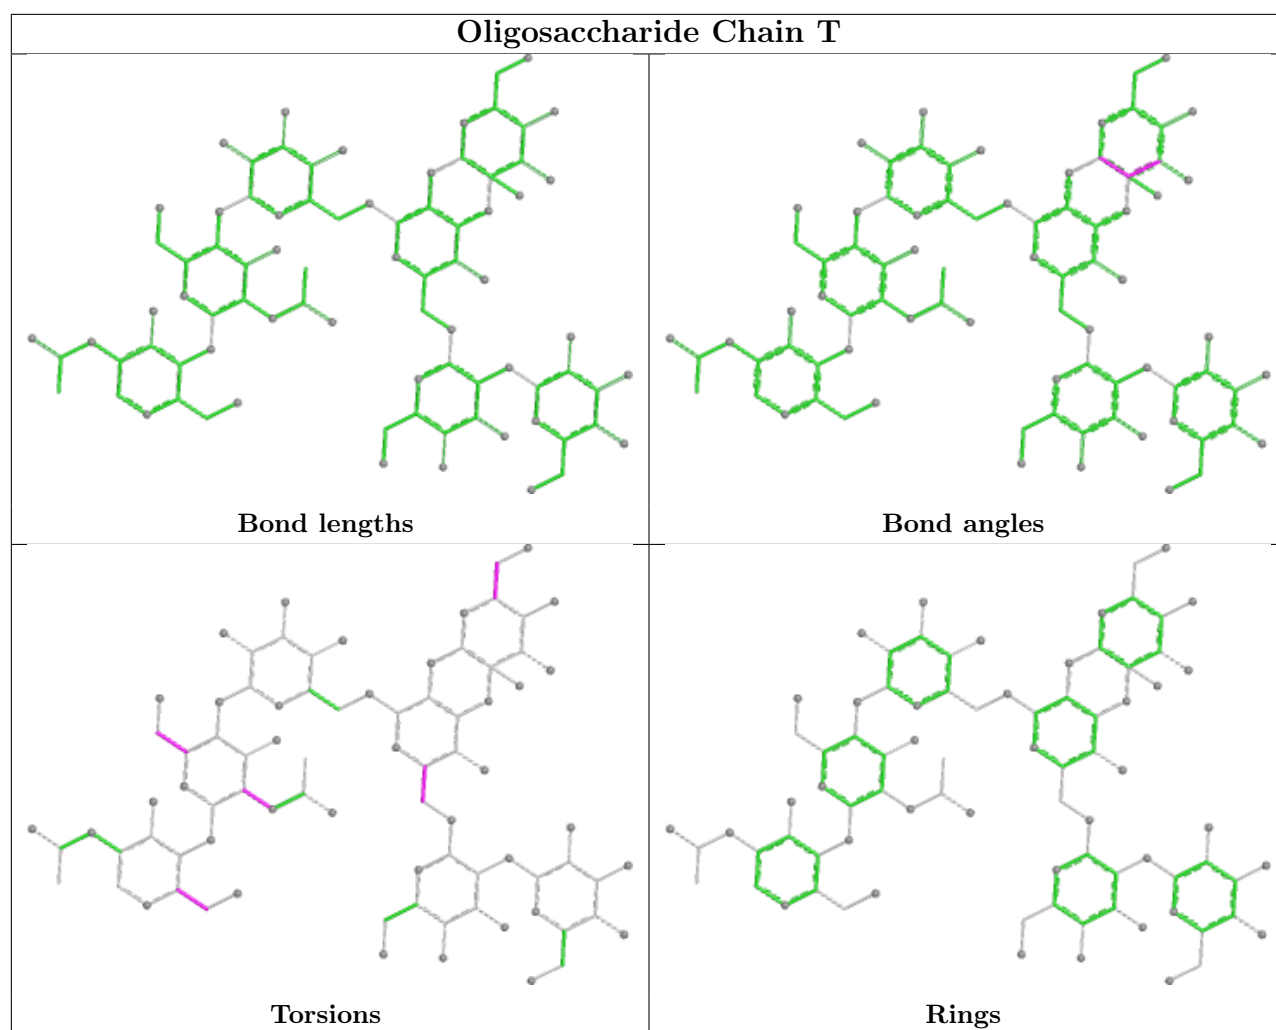 Oligosaccharide Chain T
Bond lengths
Bond angles
Torsions
Rings